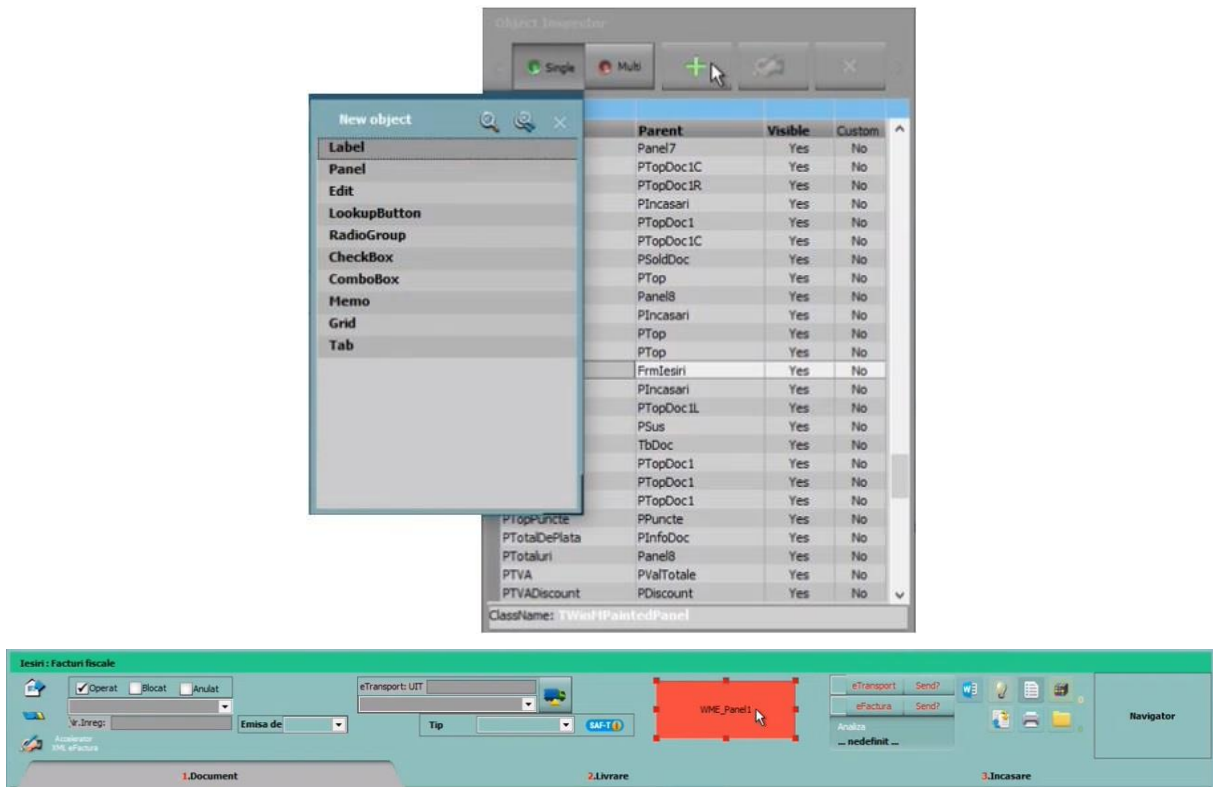 Object Inspector
Single Multi
New object
Label
Panel
Edit
LookupButton
RadioGroup
CheckBox
ComboBox
Memo
Grid
Tab
Parent Visible Custom
Panel7 Yes No
PTopDoc1C Yes No
PTopDoc1R Yes No
PIncasari Yes No
PTopDoc1 Yes No
PTopDoc1C Yes No
PSoldDoc Yes No
PTop Yes No
Panel8 Yes No
PIncasari Yes No
PTop Yes No
PTop Yes No
FrmIesiri Yes No
PIncasari Yes No
PTopDoc1L Yes No
PSus Yes No
TbDoc Yes No
PTopDoc1 Yes No
PTopDoc1 Yes No
PTopDoc1 Yes No
PTopPuncte PPuncte Yes No
PTotalDePlata PInfoDoc Yes No
PTotaluri Panel8 Yes No
PTVA PValTotale Yes No
PTVADiscount PDiscount Yes No
ClassName: TWinMPaintedPanel
Iesiri : Facturi fiscale
Operat Blocat Anulat
Nr.Inreg: Emisa de
Accelerator
XML eFactura
eTransport: UIT
Tip SAF-T
WME_Panel1
eTransport Send?
eFactura Send?
Analiza
... nedefinit ...
Navigator
1.Document 2.Livrare 3.Incasare